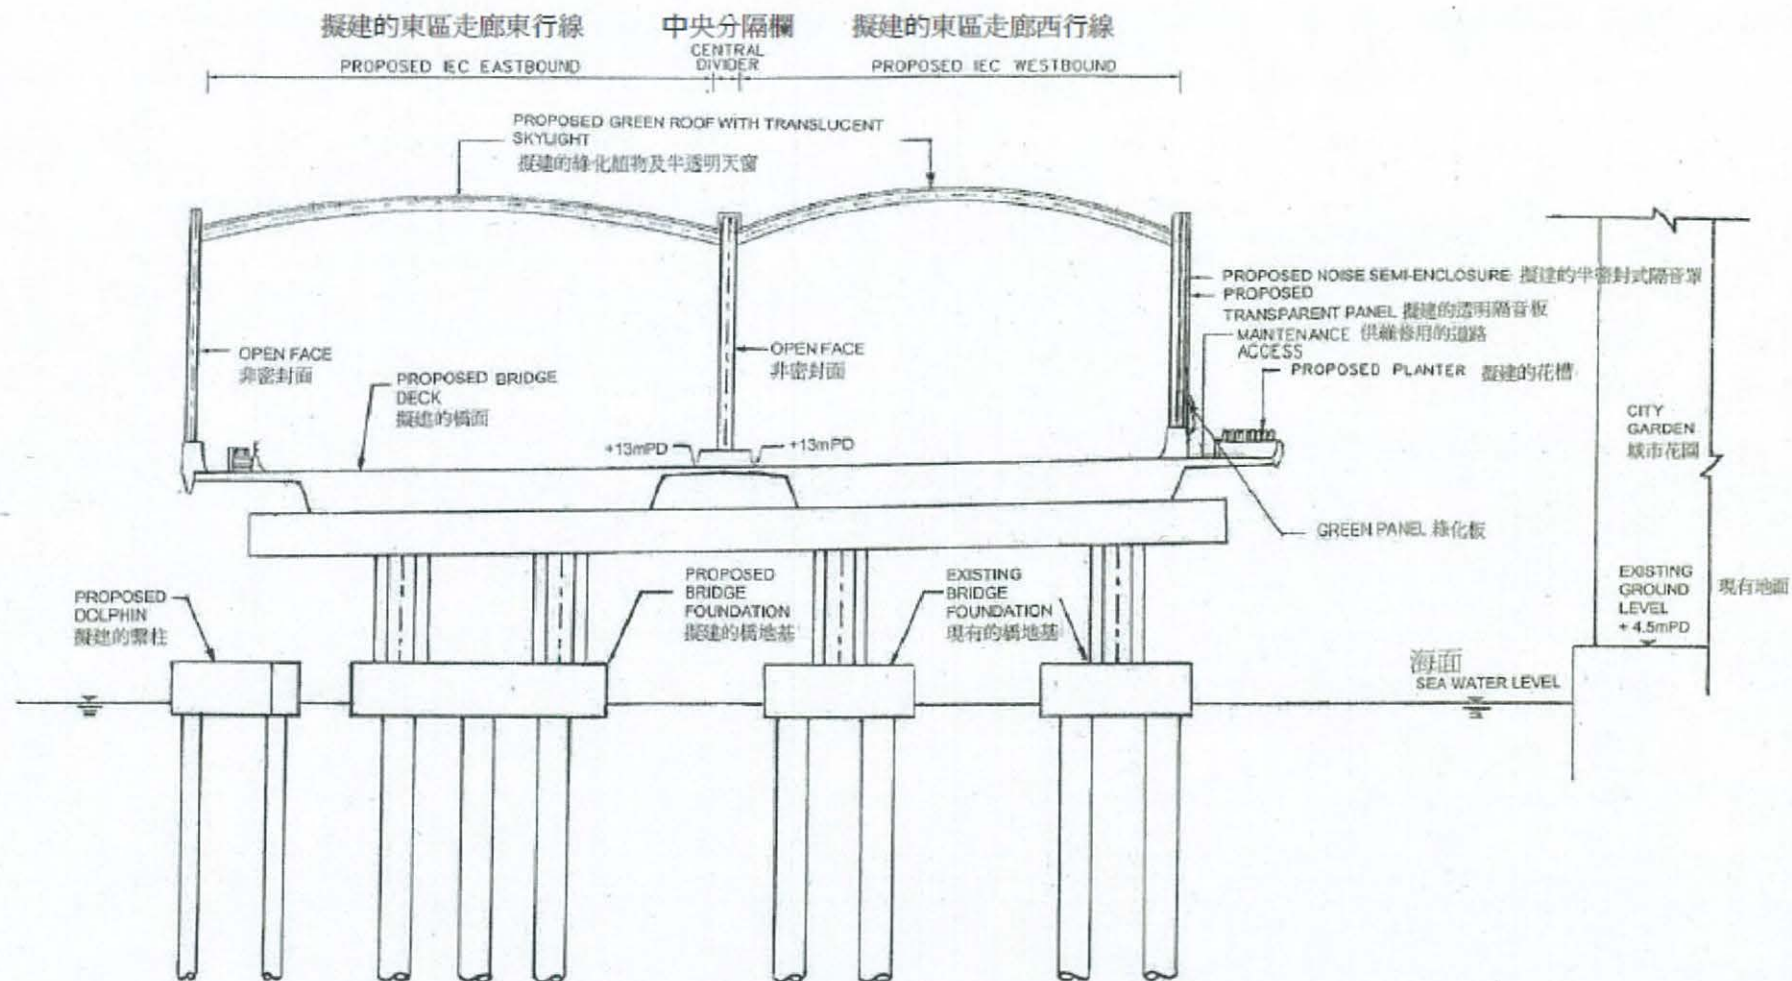 擬建的東區走廊東行線
中央分隔欄
擬建的東區走廊西行線
PROPOSED IEC EASTBOUND
CENTRAL
DIVIDER
PROPOSED IEC WESTBOUND
PROPOSED GREEN ROOF WITH TRANSLUCENT
SKYLIGHT
擬建的綠化植物及半透明天窗
PROPOSED NOISE SEMI-ENCLOSURE 擬建的半密封式隔音罩
PROPOSED
TRANSPARENT PANEL 擬建的透明隔音板
MAINTENANCE 供維修用的道路
ACCESS
PROPOSED PLANTER 擬建的花槽
OPEN FACE
非密封面
PROPOSED BRIDGE
DECK
擬建的橋面
OPEN FACE
非密封面
+13mPD
+13mPD
CITY
GARDEN
城市花園
GREEN PANEL 綠化板
PROPOSED
DOLPHIN
擬建的繫柱
PROPOSED
BRIDGE
FOUNDATION
擬建的橋地基
EXISTING
BRIDGE
FOUNDATION
現有的橋地基
EXISTING
GROUND
LEVEL
+ 4.5mPD
現有地面
海面
SEA WATER LEVEL